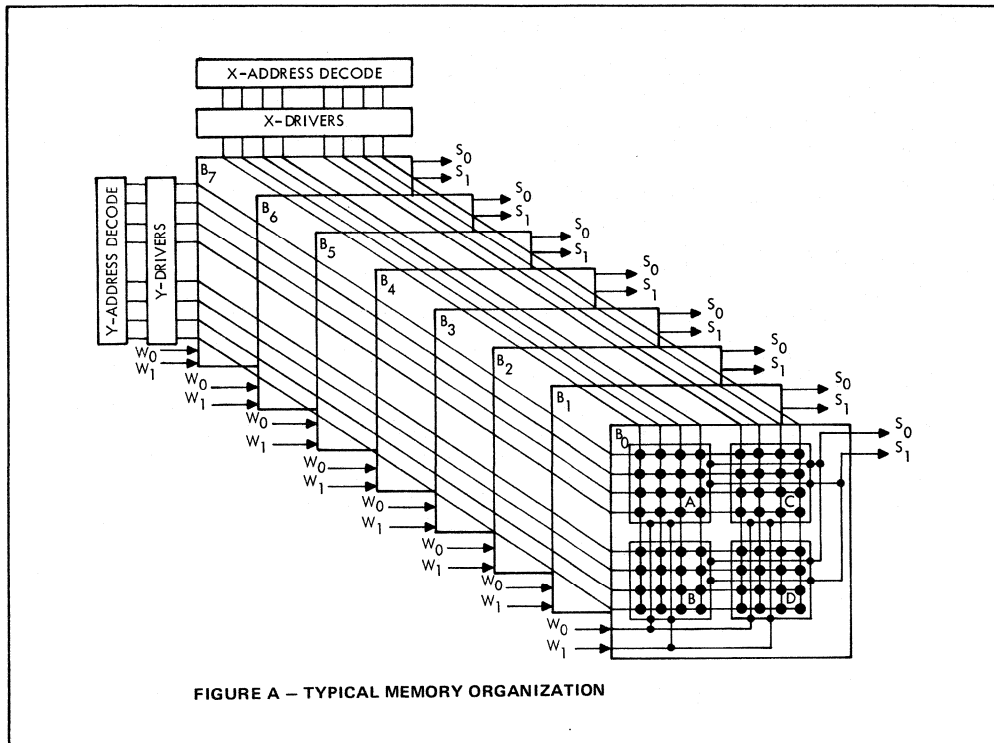 X-ADDRESS DECODE
X-DRIVERS
Y-ADDRESS DECODE
Y-DRIVERS
B7
S0
S1
B6
S0
S1
B5
S0
S1
B4
S0
S1
B3
S0
S1
B2
S0
S1
B1
S0
S1
B0
S0
S1
W0
W1
W0
W1
W0
W1
W0
W1
W0
W1
W0
W1
W0
W1
W0
W1
A
C
B
D
FIGURE A – TYPICAL MEMORY ORGANIZATION